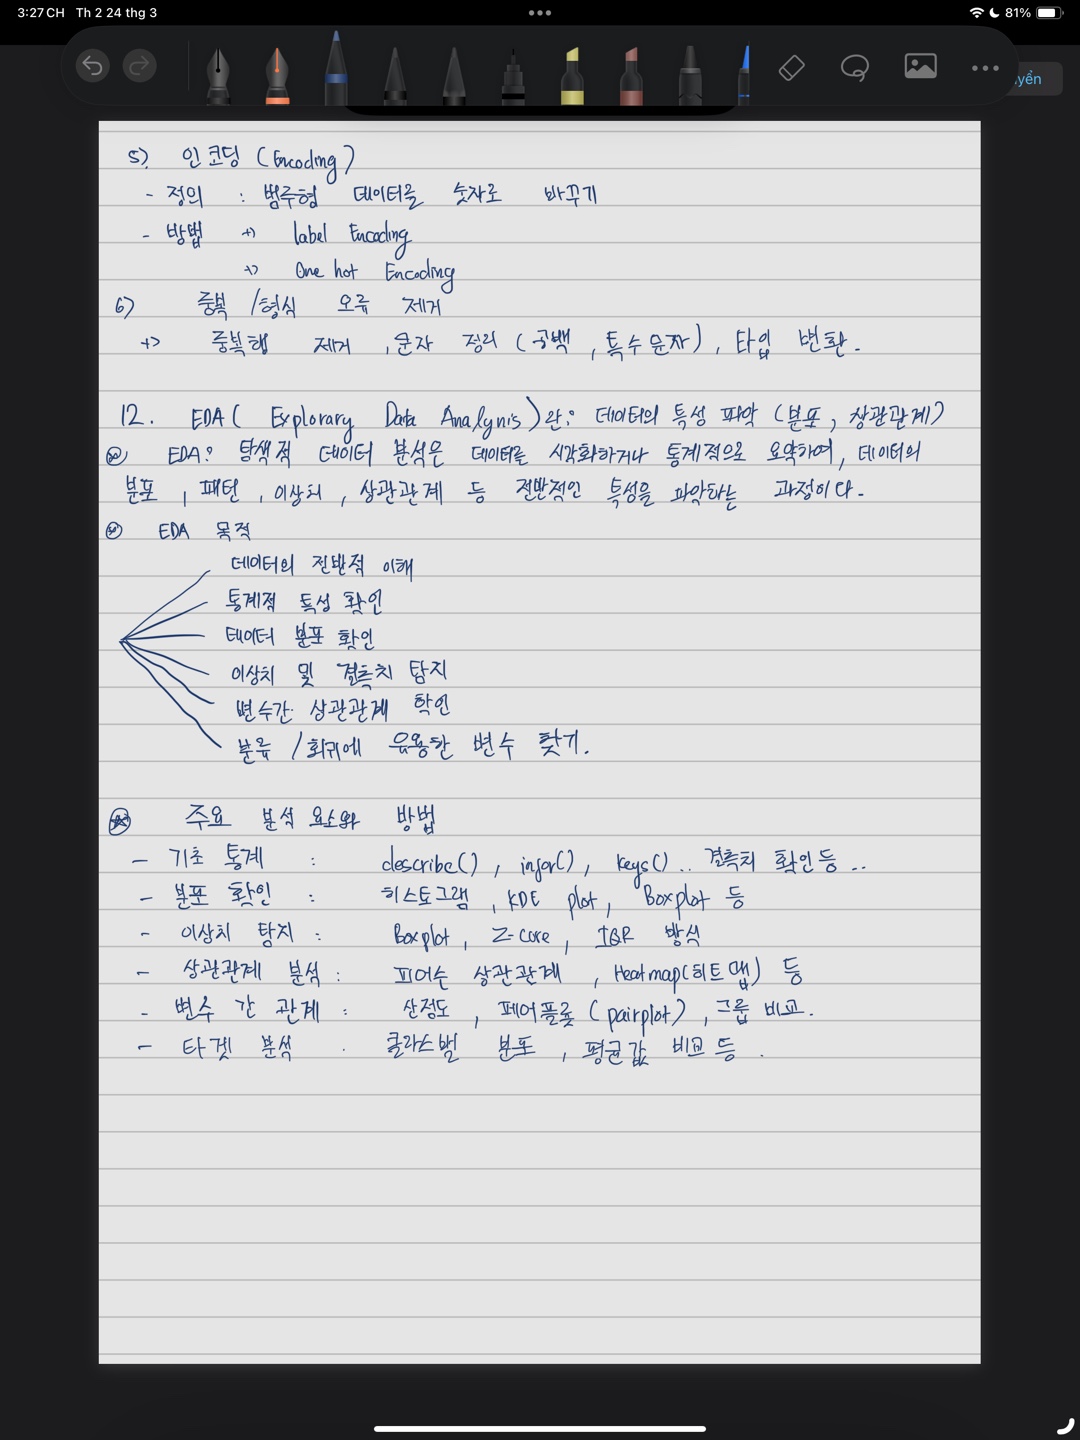 3:27 CH Th 2 24 thg 3
81%
yển
5). 인코딩 (Encoding)
- 정의 : 범주형 데이터를 숫자로 바꾸기
- 방법 +) label Encoding
+) One hot Encoding
6) 중복 /형식 오류 제거
+) 중복행 제거 , 문자 정리 (공백 , 특수문자) , 타입 변환.
12. EDA ( Explorary Data Analynis ) 란? 데이터의 특성 파악 (분포 , 상관관계)
EDA? 탐색적 데이터 분석은 데이터를 시각화하거나 통계적으로 요약하여, 데이터의
분포 , 패턴 , 이상치 , 상관관계 등 전반적인 특성을 파악하는 과정이다.
EDA 목적
데이터의 전반적 이해
통계적 특성 확인
데이터 분포 확인
이상치 및 결측치 탐지
변수간 상관관계 확인
분류 /회귀에 유용한 변수 찾기.
주요 분석 요소와 방법
- 기초 통계 : describe() , infor() , keys() .. 결측치 확인등 ..
- 분포 확인 : 히스토그램 , KDE plot, Boxplot 등
- 이상치 탐지 : Boxplot , Z-core , IQR 방식
- 상관관계 분석 : 피어슨 상관관계 , Heatmap(히트맵) 등
- 변수 간 관계 : 산점도 , 페어플롯 (pairplot) , 그룹 비교.
- 타겟 분석 . 클라스별 분포 , 평균값 비교 등 .